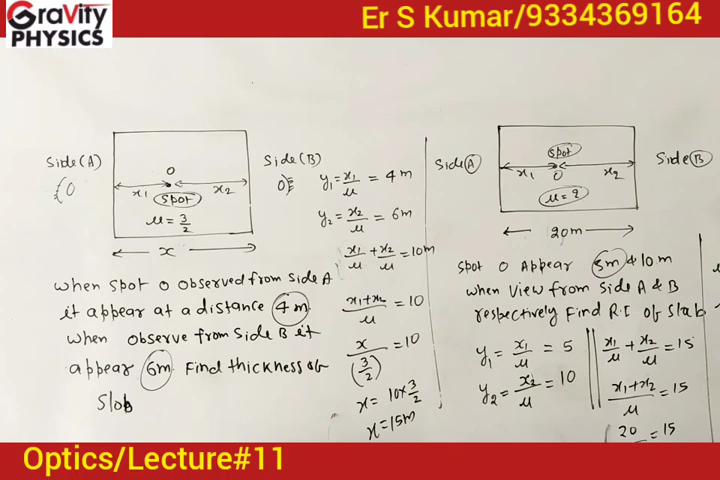 GRaVity
PHYSICS
Er S Kumar/9334369164
Side(A)
O
x₁
x₂
spot
μ = 3/2
x
O
Side(B)
O
y₁ = x₁/μ = 4m
y₂ = x₂/μ = 6m
x₁/μ + x₂/μ = 10m
x₁+x₂/μ = 10
x/(3/2) = 10
x = 10×3/2
x = 15m
when spot O observed from side A
it appear at a distance 4m
when observe from side B it
appear 6m. Find thickness of
Slob
Side A
spot
x₁
O
x₂
μ = ?
Side B
20m
spot O Appear 5m & 10m
when View from side A & B
respectively Find R.I of Slab
y₁ = x₁/μ = 5
y₂ = x₂/μ = 10
x₁/μ + x₂/μ = 15
x₁+x₂/μ = 15
20 = 15
Optics/Lecture#11